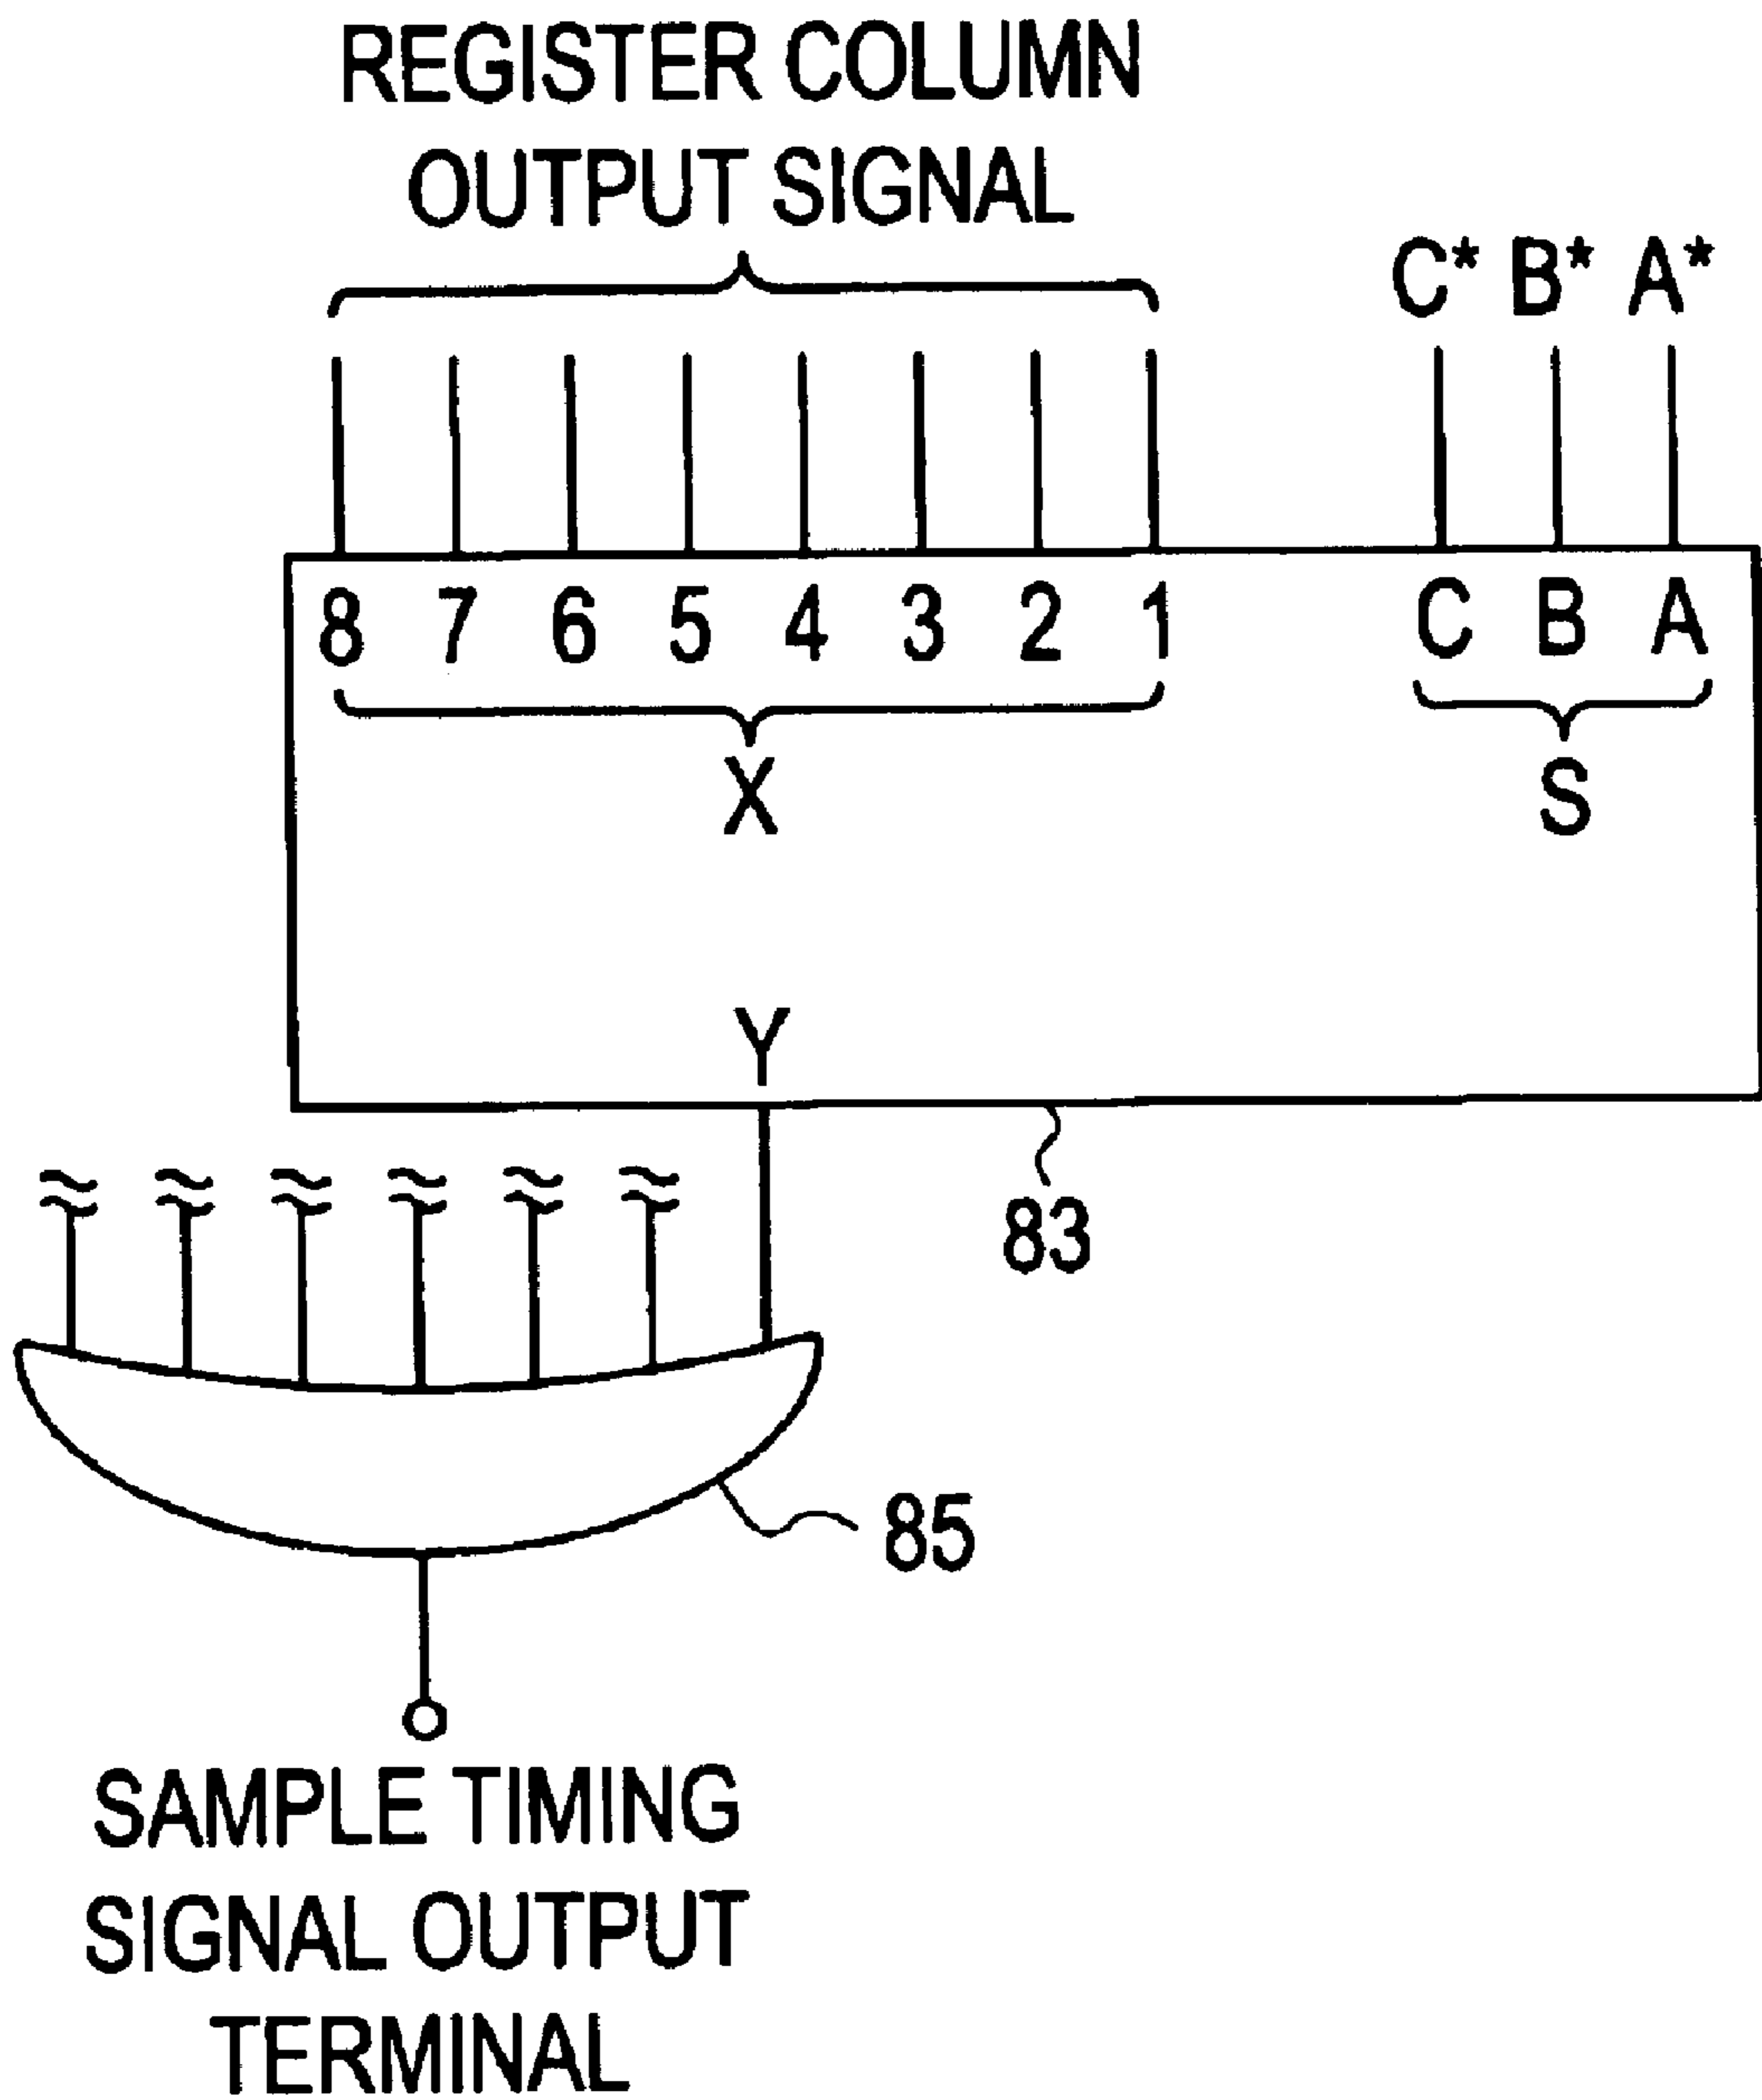 REGISTER COLUMN
OUTPUT SIGNAL
C* B* A*
8 7 6 5 4 3 2 1 C B A
X S
Y
83
85
SAMPLE TIMING
SIGNAL OUTPUT
TERMINAL